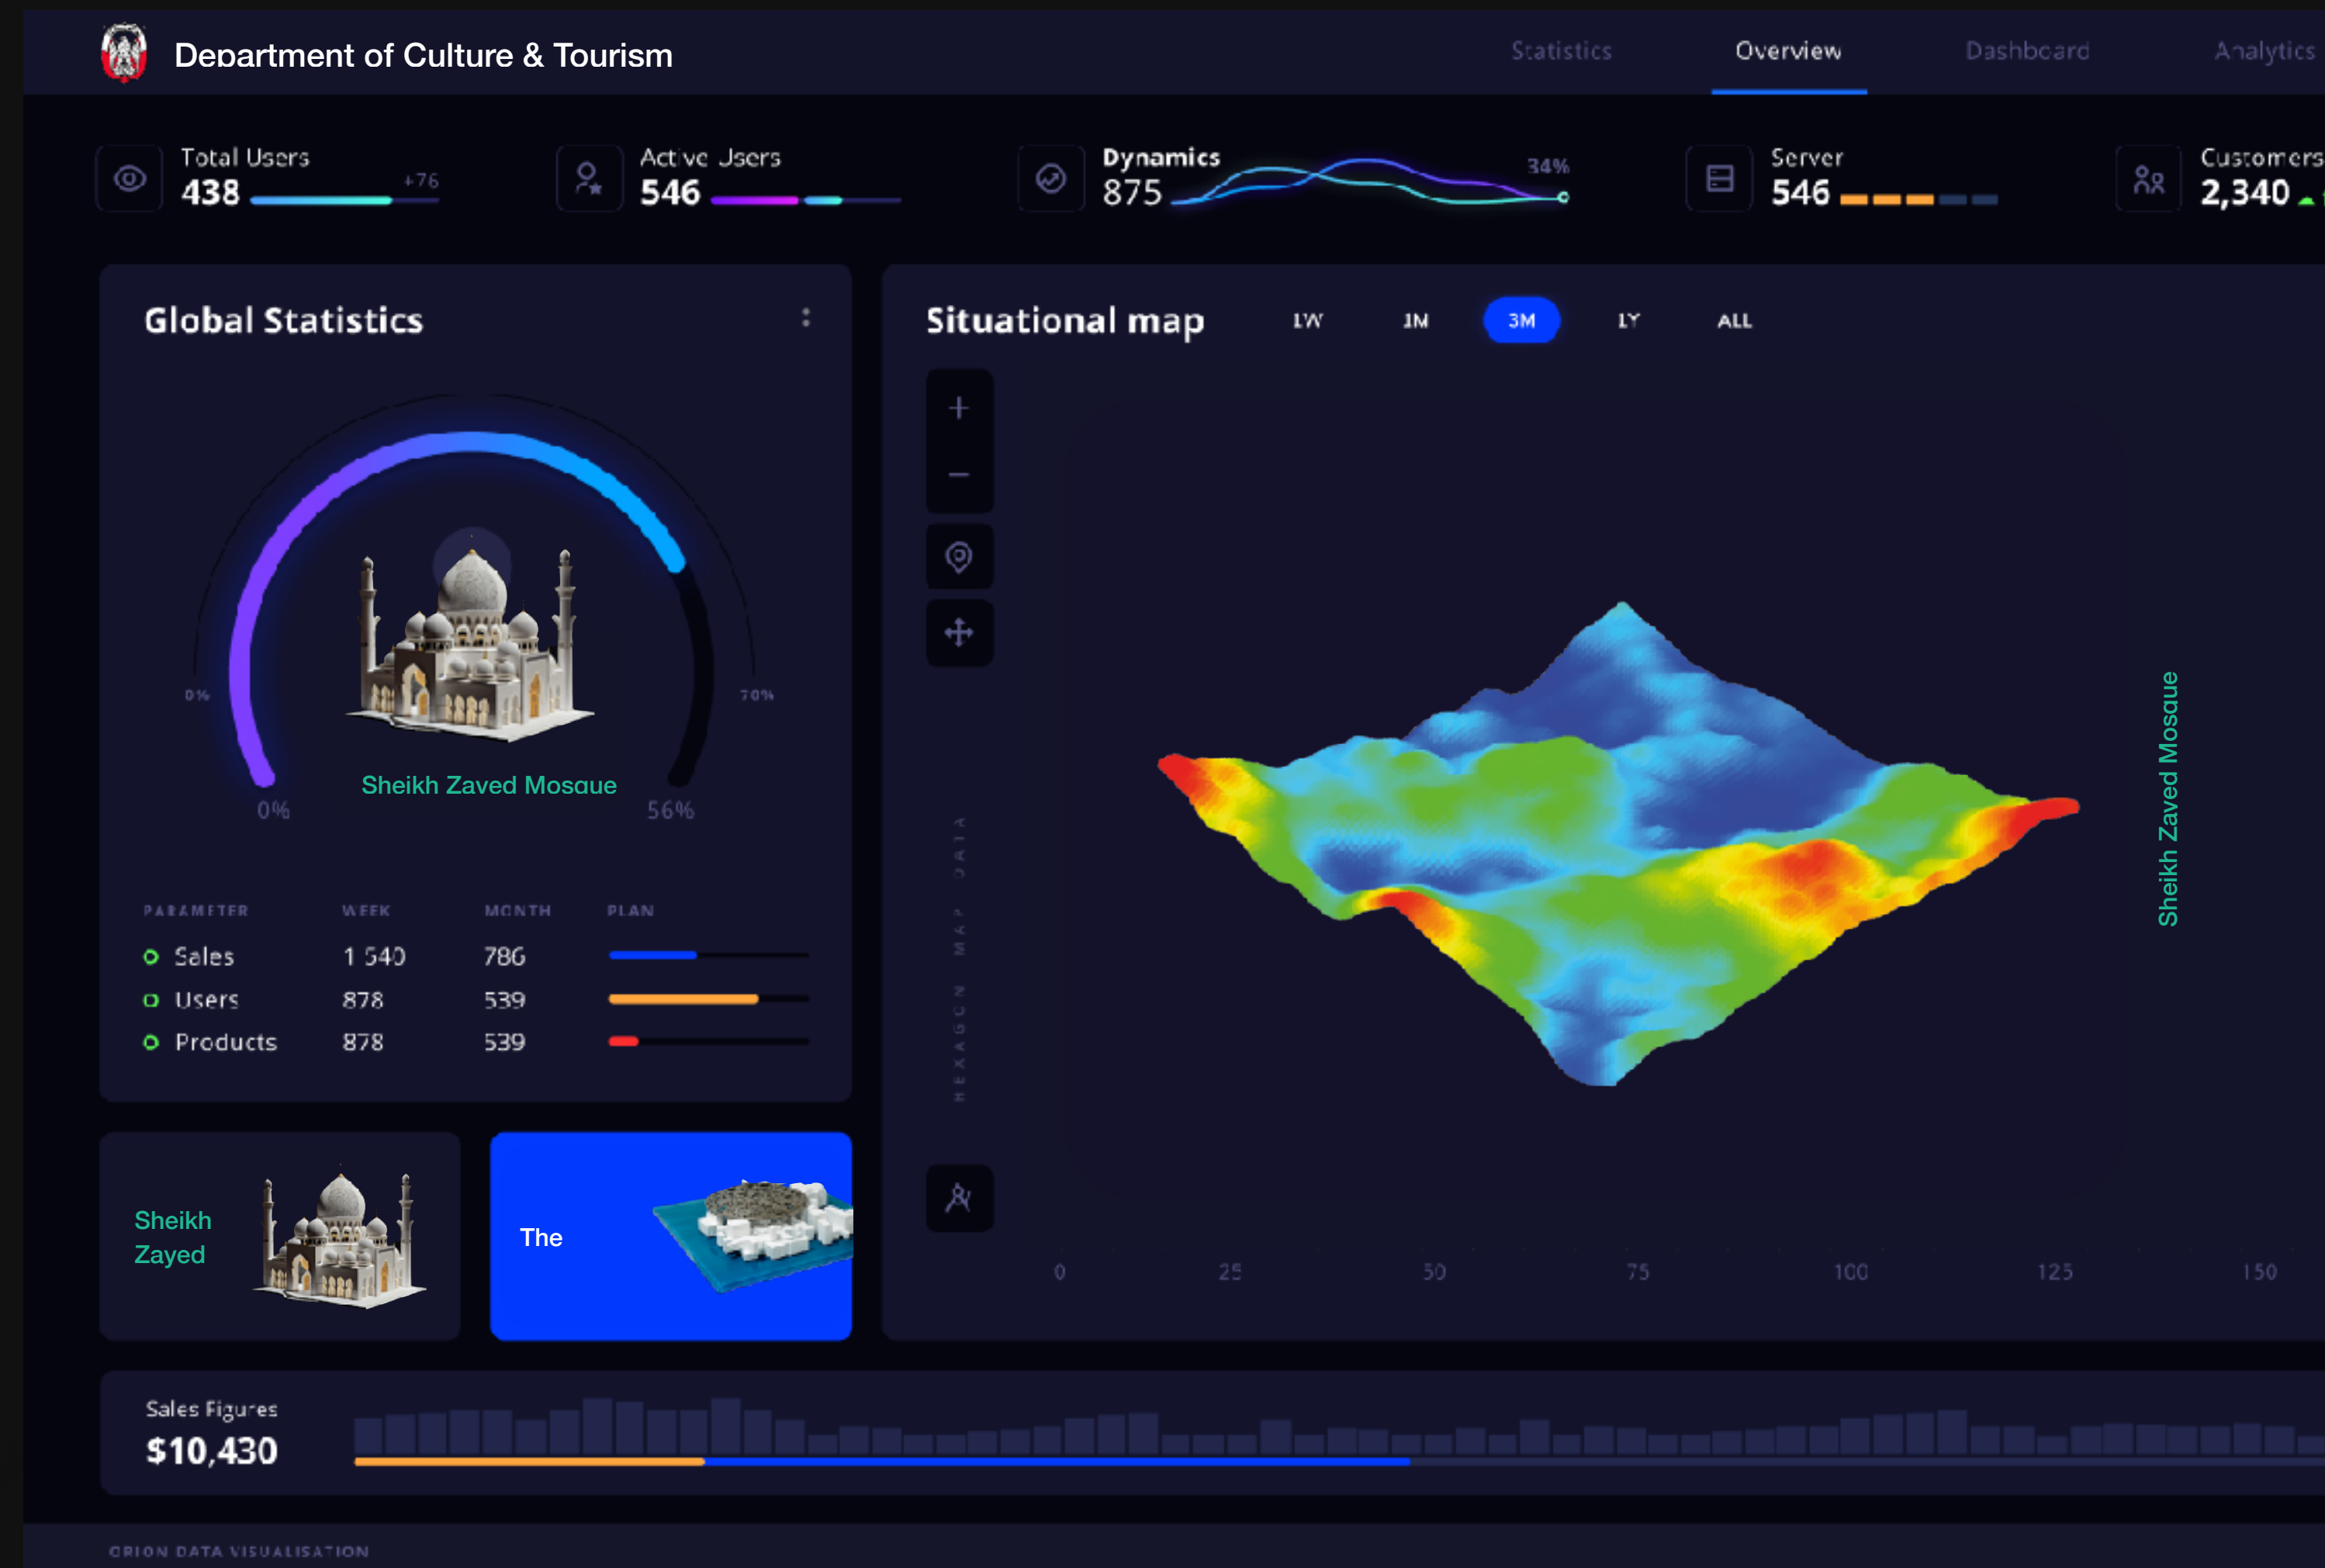 Department of Culture & Tourism
Statistics
Overview
Dashboard
Analytics
Total Users
438
+76
Active Users
546
Dynamics
875
34%
Server
546
Customers
2,340
Global Statistics
0%
70%
Sheikh Zayed Mosque
0%
56%
PARAMETER WEEK MONTH PLAN
Sales 1 540 786
Users 878 539
Products 878 539
Situational map
1W 1M 3M 1Y ALL
HEXAGON MAP DATA
Sheikh Zayed Mosque
0 25 50 75 100 125 150
Sheikh
Zayed
The
Sales Figures
$10,430
ORION DATA VISUALISATION